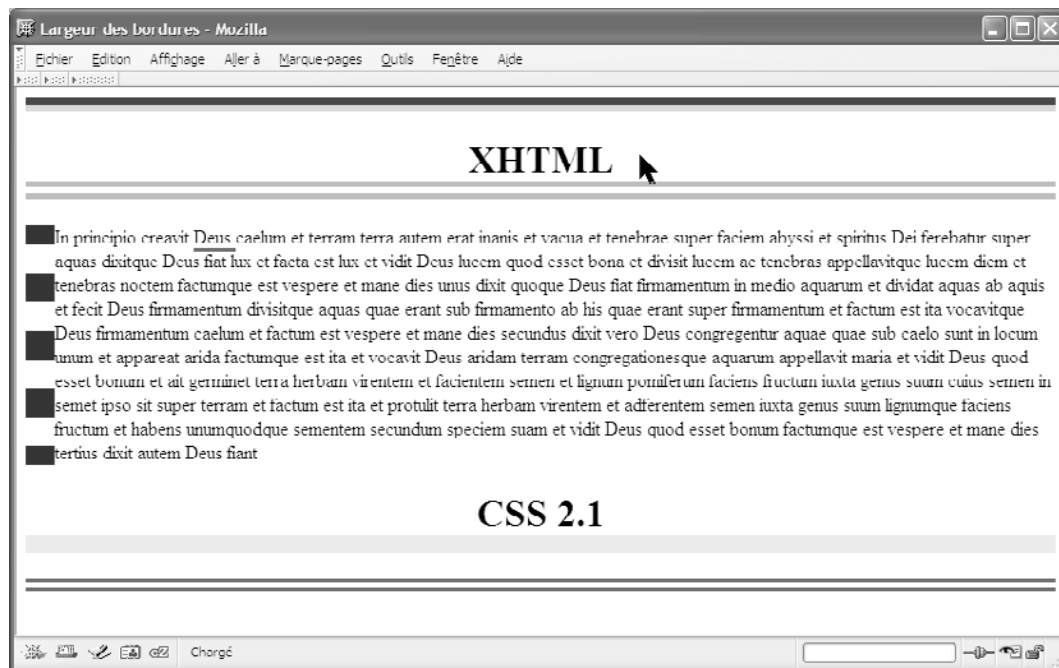 Largeur des bordures - Mozilla
Fichier Edition Affichage Aller à Marque-pages Outils Fenêtre Aide
XHTML
In principio creavit Deus caelum et terram terra autem erat inanis et vacua et tenebrae super faciem abyssi et spiritus Dei ferebatur super
aquas dixitque Deus fiat lux et facta est lux et vidit Deus lucem quod esset bona et divisit lucem ac tenebras appellavitque lucem diem et
tenebras noctem factumque est vespere et mane dies unus dixit quoque Deus fiat firmamentum in medio aquarum et dividat aquas ab aquis
et fecit Deus firmamentum divisitque aquas quae erant sub firmamento ab his quae erant super firmamentum et factum est ita vocavitque
Deus firmamentum caelum et factum est vespere et mane dies secundus dixit vero Deus congregentur aquae quae sub caelo sunt in locum
unum et appareat arida factumque est ita et vocavit Deus aridam terram congregationesque aquarum appellavit maria et vidit Deus quod
esset bonum et ait germinet terra herbam virentem et facientem semen et lignum pomiferum faciens fructum iuxta genus suum cuius semen in
semet ipso sit super terram et factum est ita et protulit terra herbam virentem et adferentem semen iuxta genus suum lignumque faciens
fructum et habens unumquodque sementem secundum speciem suam et vidit Deus quod esset bonum factumque est vespere et mane dies
tertius dixit autem Deus fiant
CSS 2.1
Chargé